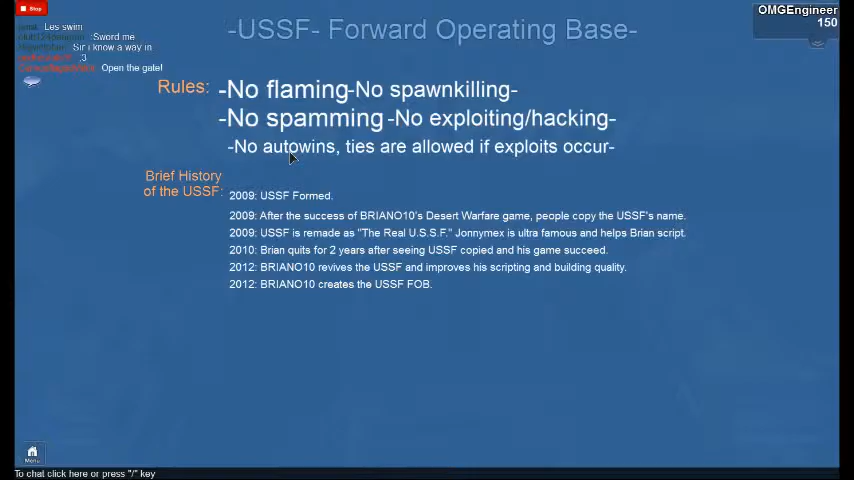 Stop
OMGEngineer
150
Les swim
:Sword me
Sir i know a way in
;3
Open the gate!
-USSF- Forward Operating Base-
Rules: -No flaming-No spawnkilling-
-No spamming -No exploiting/hacking-
-No autowins, ties are allowed if exploits occur-
Brief History
of the USSF:
2009: USSF Formed.
2009: After the success of BRIANO10's Desert Warfare game, people copy the USSF's name.
2009: USSF is remade as "The Real U.S.S.F." Jonnymex is ultra famous and helps Brian script.
2010: Brian quits for 2 years after seeing USSF copied and his game succeed.
2012: BRIANO10 revives the USSF and improves his scripting and building quality.
2012: BRIANO10 creates the USSF FOB.
Menu
To chat click here or press "/" key